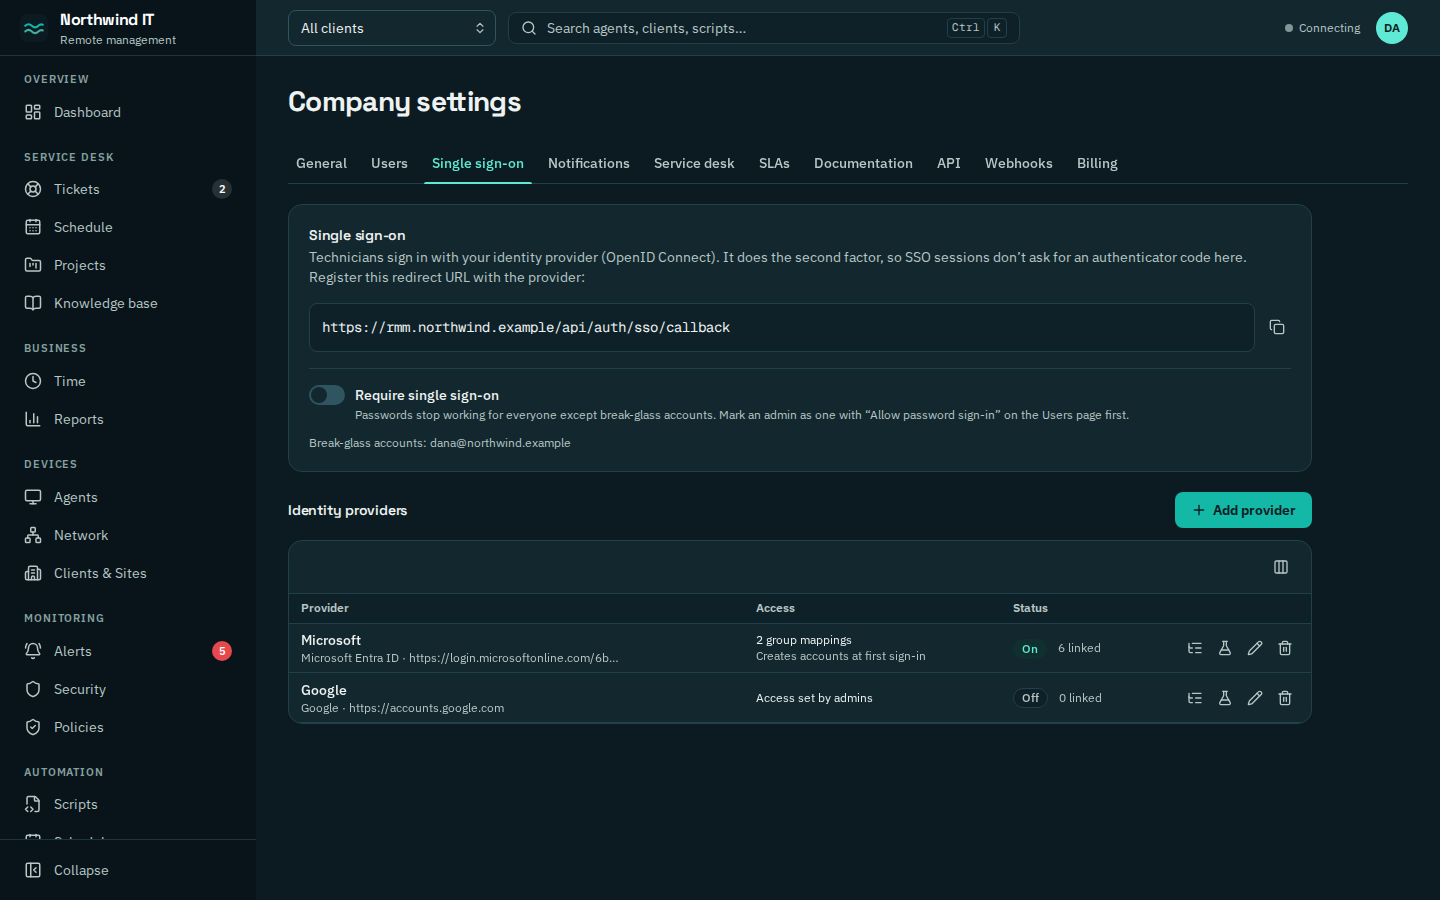 Northwind IT
Remote management
All clients
Search agents, clients, scripts...
Ctrl K
Connecting
DA
OVERVIEW
Dashboard
SERVICE DESK
Tickets
2
Schedule
Projects
Knowledge base
BUSINESS
Time
Reports
DEVICES
Agents
Network
Clients & Sites
MONITORING
Alerts
5
Security
Policies
AUTOMATION
Scripts
Collapse
Company settings
General
Users
Single sign-on
Notifications
Service desk
SLAs
Documentation
API
Webhooks
Billing
Single sign-on
Technicians sign in with your identity provider (OpenID Connect). It does the second factor, so SSO sessions don’t ask for an authenticator code here.
Register this redirect URL with the provider:
https://rmm.northwind.example/api/auth/sso/callback
Require single sign-on
Passwords stop working for everyone except break-glass accounts. Mark an admin as one with “Allow password sign-in” on the Users page first.
Break-glass accounts: dana@northwind.example
Identity providers
Add provider
Provider
Access
Status
Microsoft
Microsoft Entra ID · https://login.microsoftonline.com/6b...
2 group mappings
Creates accounts at first sign-in
On
6 linked
Google
Google · https://accounts.google.com
Access set by admins
Off
0 linked